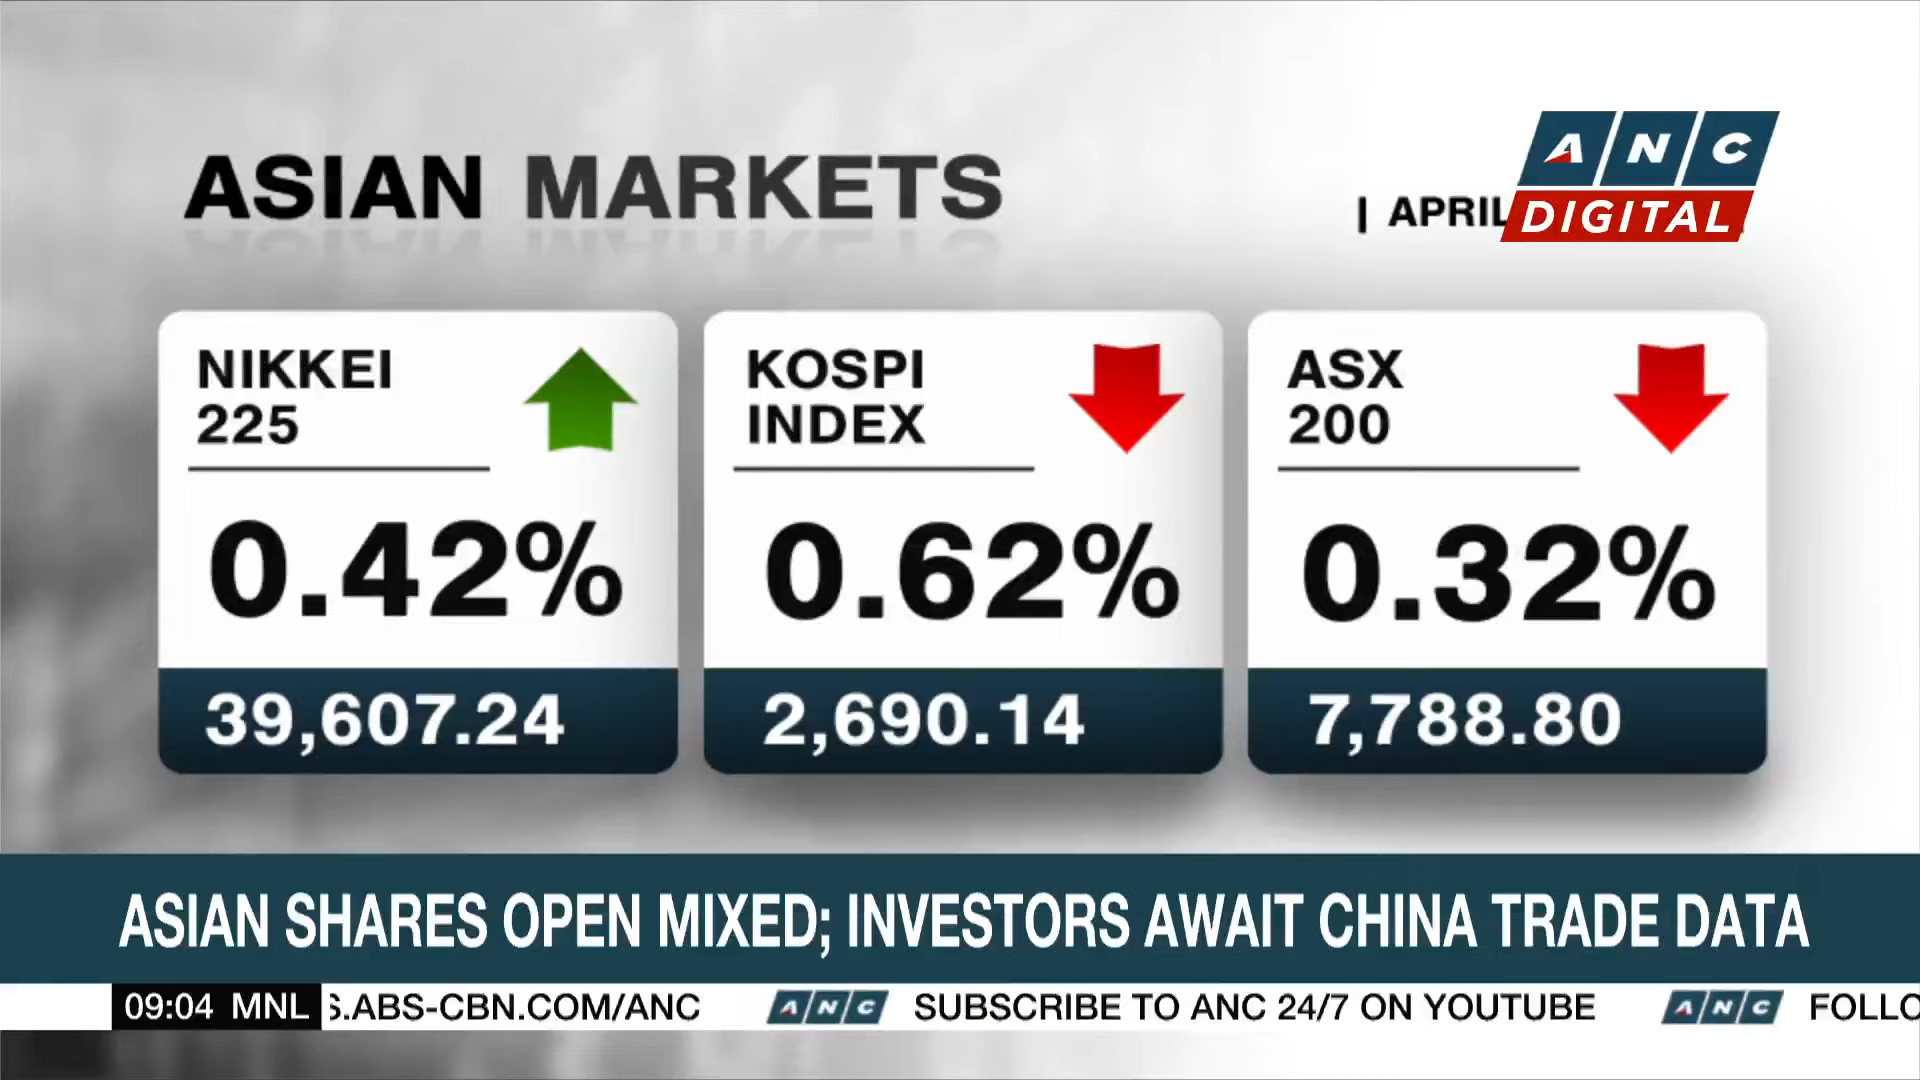 ASIAN MARKETS
| APRIL
ANC
DIGITAL
NIKKEI
225
0.42%
39,607.24
KOSPI
INDEX
0.62%
2,690.14
ASX
200
0.32%
7,788.80
ASIAN SHARES OPEN MIXED; INVESTORS AWAIT CHINA TRADE DATA
09:04 MNL S.ABS-CBN.COM/ANC ANC SUBSCRIBE TO ANC 24/7 ON YOUTUBE ANC FOLLO